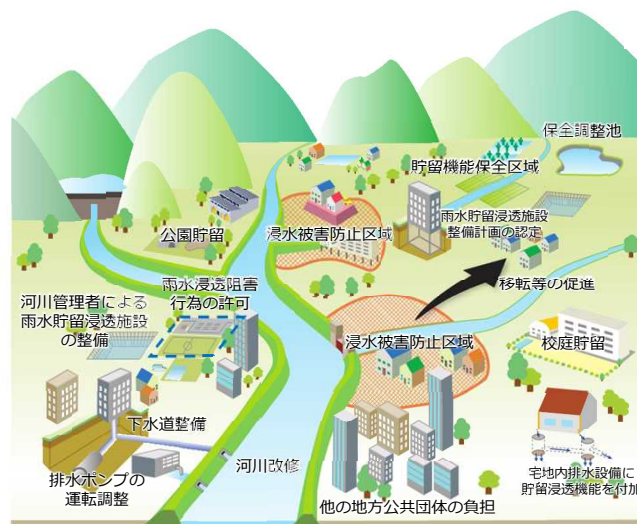 保全調整池
貯留機能保全区域
公園貯留
浸水被害防止区域
雨水貯留浸透施設
整備計画の認定
雨水浸透阻害
行為の許可
移転等の促進
河川管理者による
雨水貯留浸透施設
の整備
浸水被害防止区域
校庭貯留
下水道整備
排水ポンプの
運転調整
河川改修
他の地方公共団体の負担
宅地内排水設備に
貯留浸透機能を付加